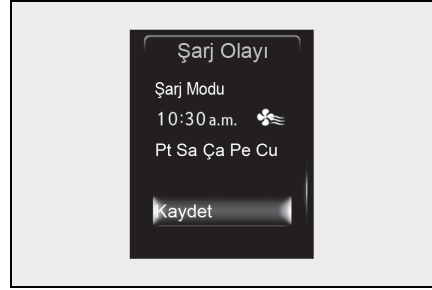 Şarj Olayı
Şarj Modu
10:30 a.m.
Pt Sa Ça Pe Cu
Kaydet